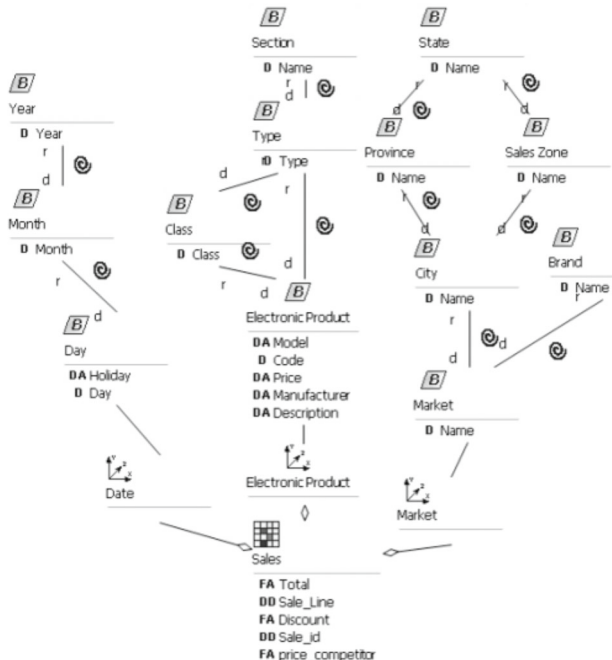 B
Section
D Name
r
d
B
State
D Name
r
d
r
d
B
Year
D Year
r
d
B
Month
D Month
r
d
B
Day
DA Holiday
D Day
Date
B
Type
D Type
d
r
d
B
Class
D Class
r
d
B
Electronic Product
DA Model
D Code
DA Price
DA Manufacturer
DA Description
Electronic Product
B
Province
D Name
r
d
B
Sales Zone
D Name
r
d
B
City
D Name
r
d
B
Brand
D Name
r
d
B
Market
D Name
Market
Sales
FA Total
DD Sale_Line
FA Discount
DD Sale_id
FA price_competitor